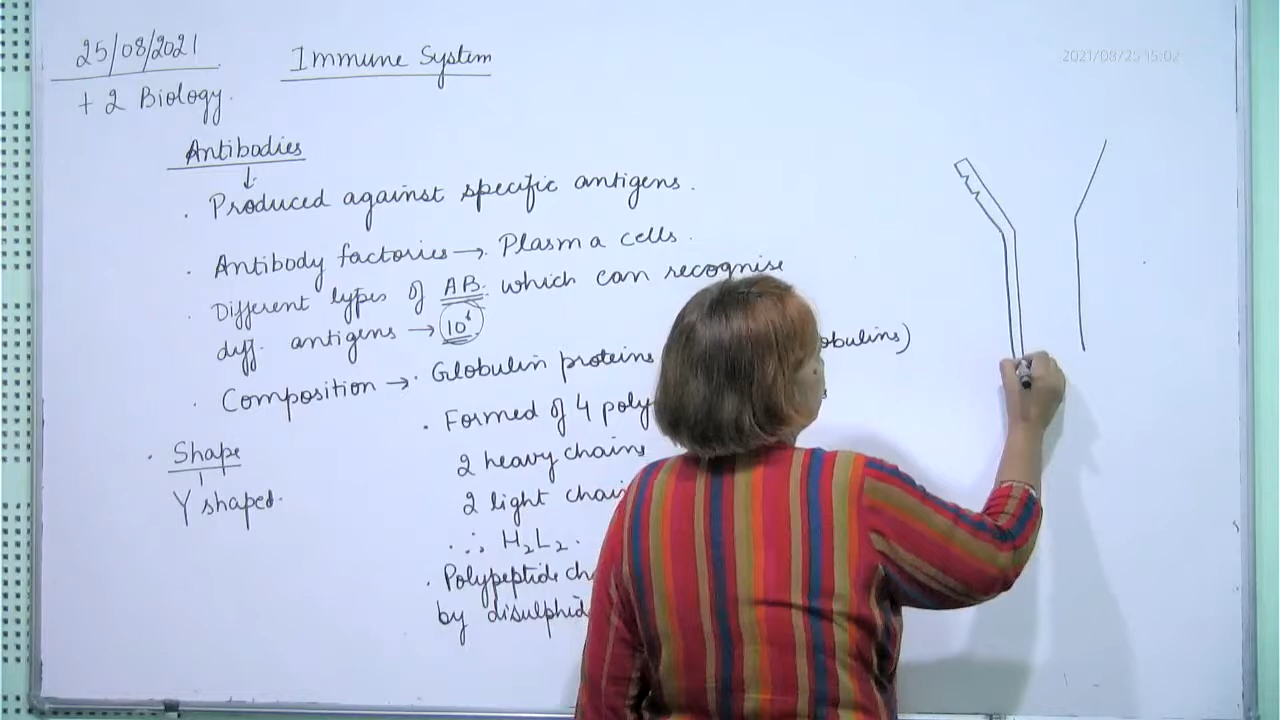 25/08/2021
Immune System
2021/08/25 15:02
+2 Biology.
Antibodies
↓
. Produced against specific antigens.
. Antibody factories → Plasma cells.
. Different types of AB. which can recognise
diff. antigens → 10⁶
. Composition → . Globulin proteins obulins)
. Formed of 4 poly
2 heavy chains
2 light chai
∴ H₂L₂.
. Polypeptide ch
by disulphid
. Shape
Y shaped.